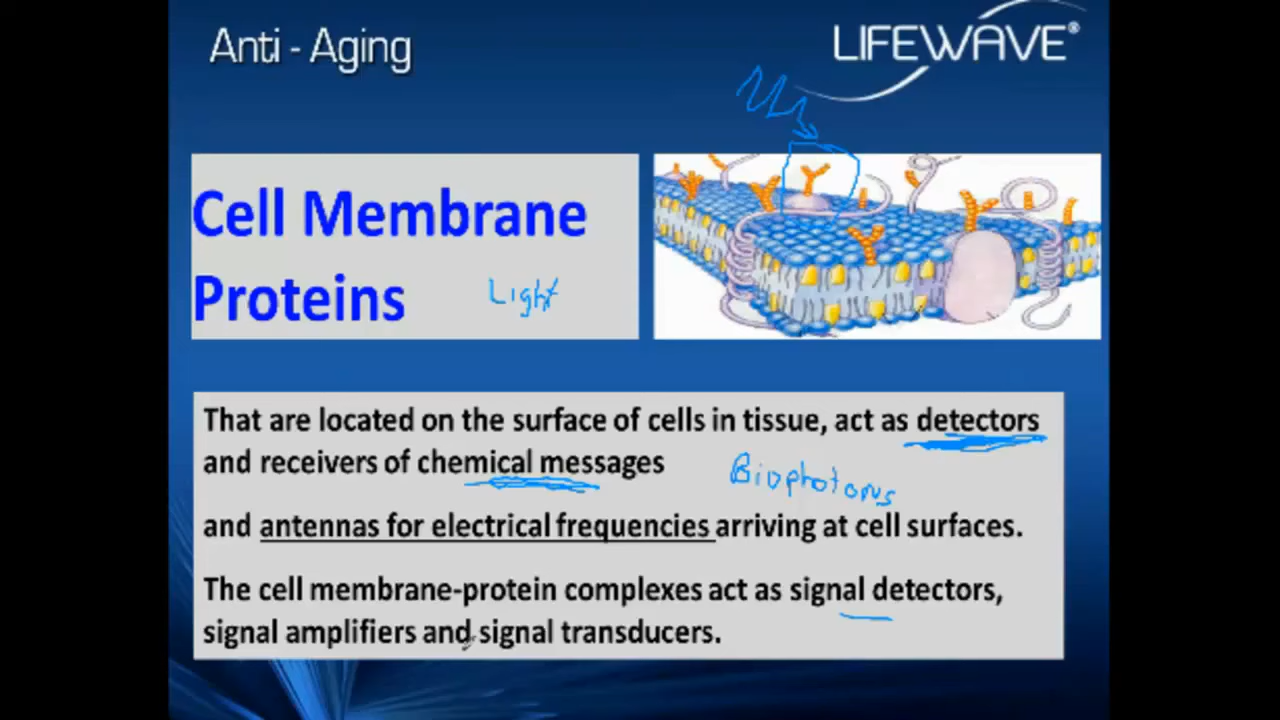 Anti - Aging
LIFEWAVE®
Cell Membrane
Proteins
Light
That are located on the surface of cells in tissue, act as detectors
and receivers of chemical messages
Biophotons
and antennas for electrical frequencies arriving at cell surfaces.
The cell membrane-protein complexes act as signal detectors,
signal amplifiers and signal transducers.